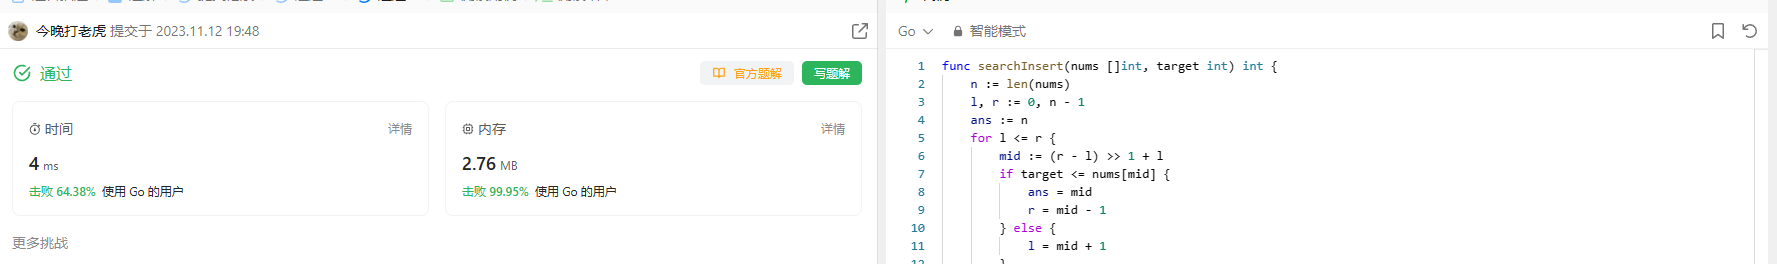 今晚打老虎 提交于 2023.11.12 19:48
通过
官方题解
写题解
时间
详情
4 ms
击败 64.38% 使用 Go 的用户
内存
详情
2.76 MB
击败 99.95% 使用 Go 的用户
更多挑战
Go
智能模式
1 func searchInsert(nums []int, target int) int {
2 n := len(nums)
3 l, r := 0, n - 1
4 ans := n
5 for l <= r {
6 mid := (r - l) >> 1 + l
7 if target <= nums[mid] {
8 ans = mid
9 r = mid - 1
10 } else {
11 l = mid + 1